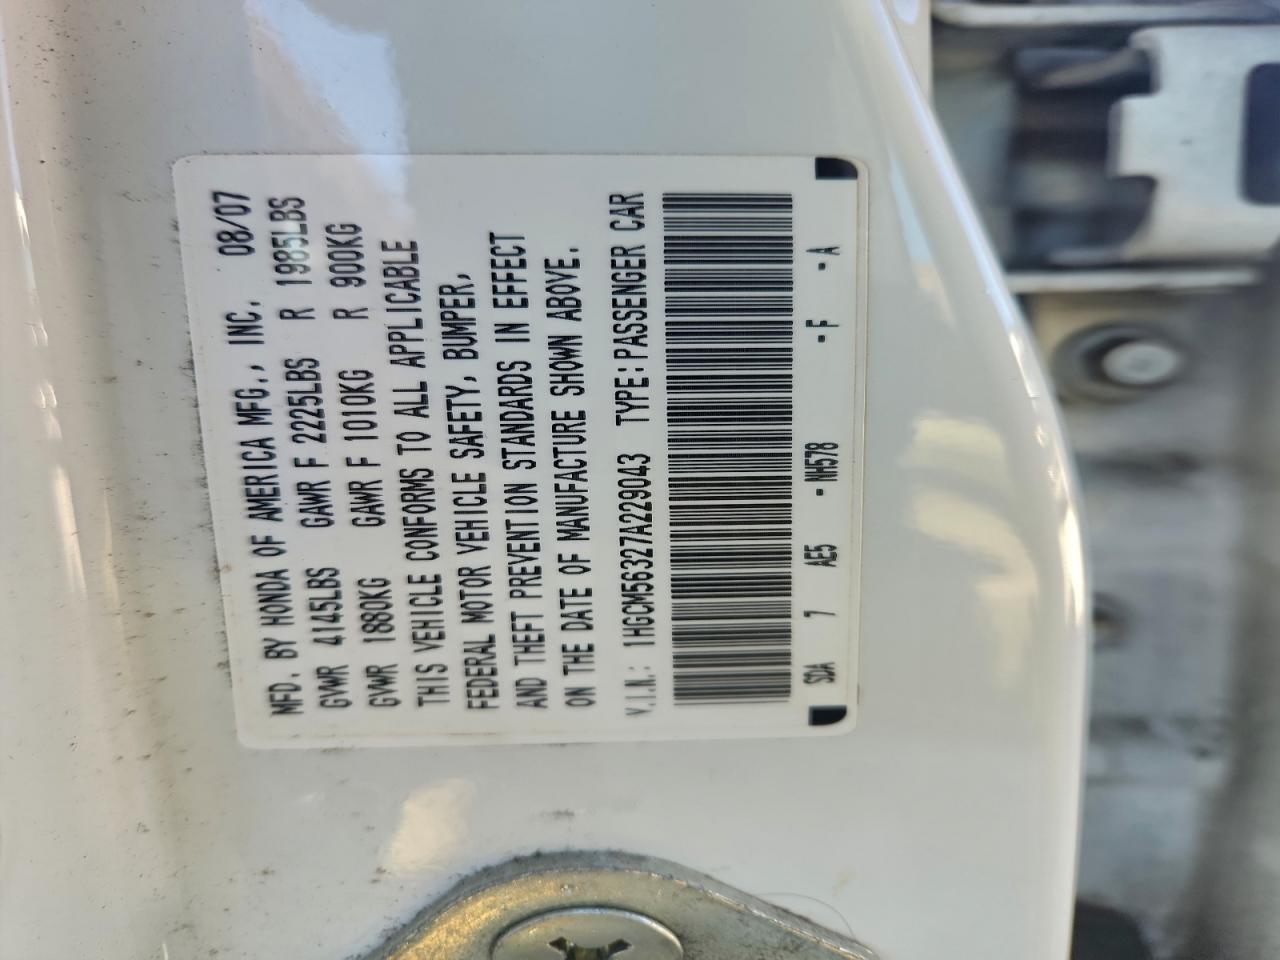 MFD. BY HONDA OF AMERICA MFG., INC. 08/07
GVWR 4145LBS GAWR F 2225LBS R 1985LBS
GVWR 1880KG GAWR F 1010KG R 900KG
THIS VEHICLE CONFORMS TO ALL APPLICABLE
FEDERAL MOTOR VEHICLE SAFETY, BUMPER,
AND THEFT PREVENTION STANDARDS IN EFFECT
ON THE DATE OF MANUFACTURE SHOWN ABOVE.
V.I.N.: 1HGCM56327A229043 TYPE:PASSENGER CAR
SDA 7 AE5 -NH578 -F -A